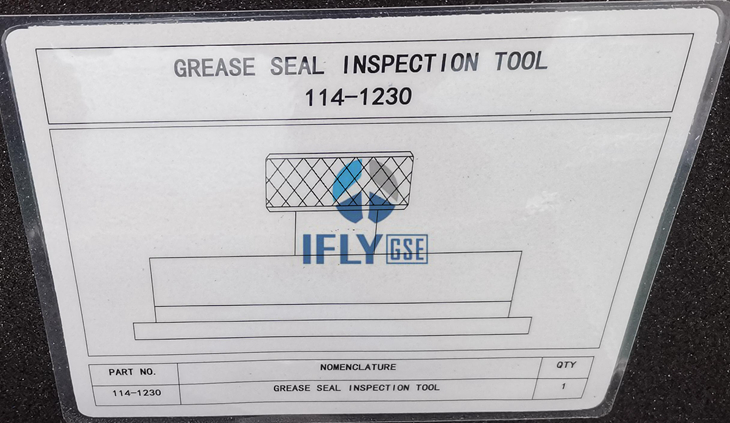 GREASE SEAL INSPECTION TOOL
114-1230
IFLY GSE
PART NO. NOMENCLATURE QTY
114-1230 GREASE SEAL INSPECTION TOOL 1